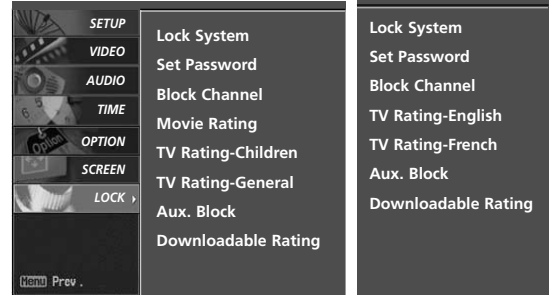 SETUP
VIDEO
AUDIO
TIME
OPTION
SCREEN
LOCK
Menu Prev.
Lock System
Set Password
Block Channel
Movie Rating
TV Rating-Children
TV Rating-General
Aux. Block
Downloadable Rating
Lock System
Set Password
Block Channel
TV Rating-English
TV Rating-French
Aux. Block
Downloadable Rating